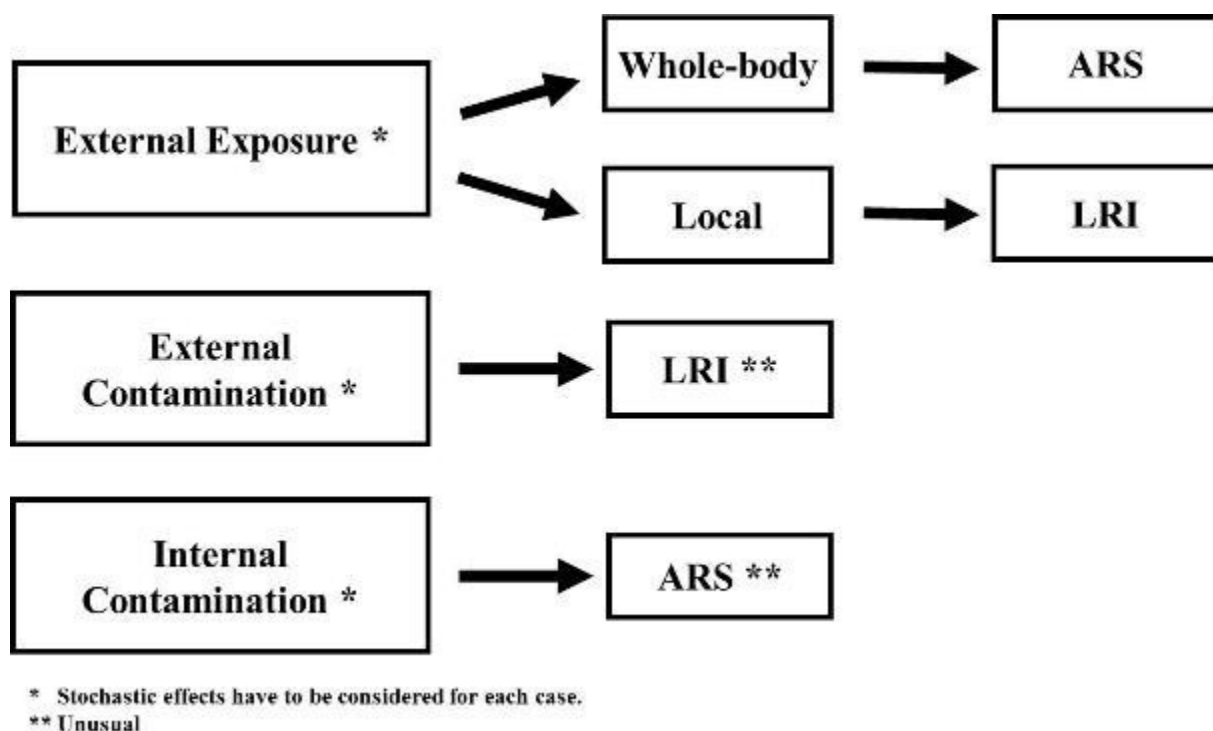 External Exposure *
Whole-body
ARS
Local
LRI
External
Contamination *
LRI **
Internal
Contamination *
ARS **
* Stochastic effects have to be considered for each case.
** Unusual